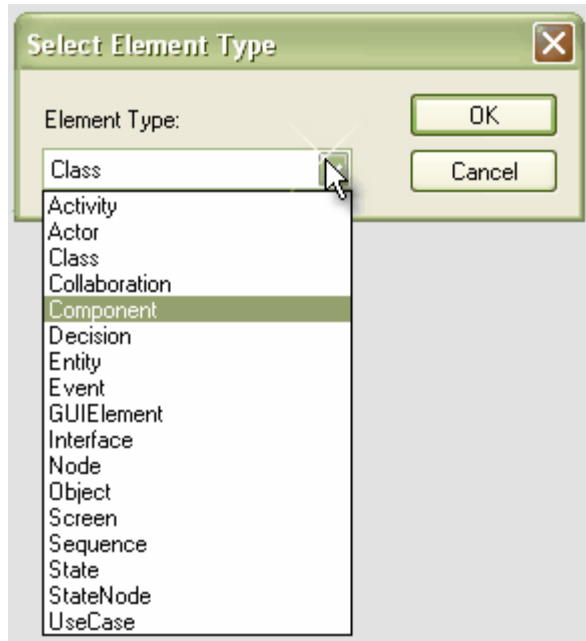 Select Element Type
Element Type:
OK
Class
Cancel
Activity
Actor
Class
Collaboration
Component
Decision
Entity
Event
GUIElement
Interface
Node
Object
Screen
Sequence
State
StateNode
UseCase